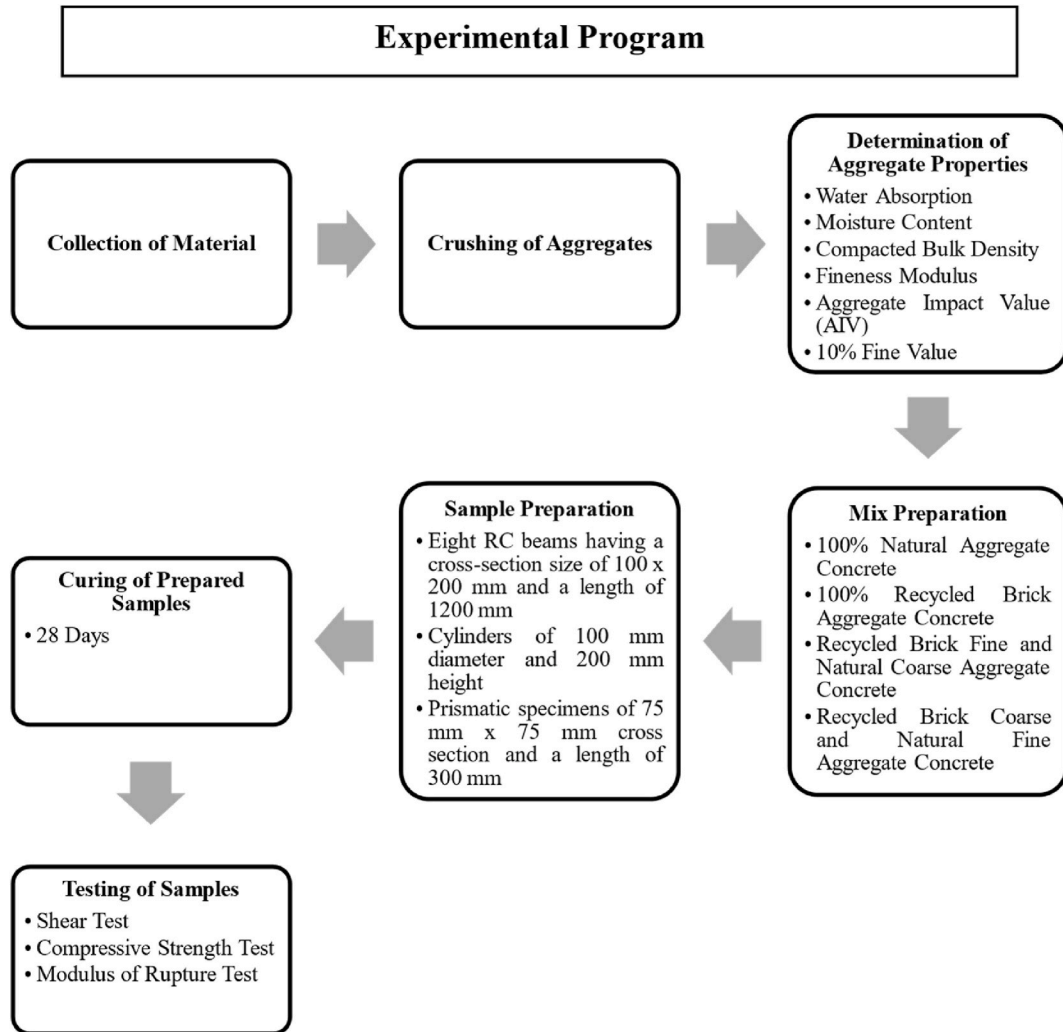 Experimental Program
Collection of Material
Crushing of Aggregates
Determination of
Aggregate Properties
• Water Absorption
• Moisture Content
• Compacted Bulk Density
• Fineness Modulus
• Aggregate Impact Value
(AIV)
• 10% Fine Value
Mix Preparation
• 100% Natural Aggregate
Concrete
• 100% Recycled Brick
Aggregate Concrete
• Recycled Brick Fine and
Natural Coarse Aggregate
Concrete
• Recycled Brick Coarse
and Natural Fine
Aggregate Concrete
Sample Preparation
• Eight RC beams having a
cross-section size of 100 x
200 mm and a length of
1200 mm
• Cylinders of 100 mm
diameter and 200 mm
height
• Prismatic specimens of 75
mm x 75 mm cross
section and a length of
300 mm
Curing of Prepared
Samples
• 28 Days
Testing of Samples
• Shear Test
• Compressive Strength Test
• Modulus of Rupture Test